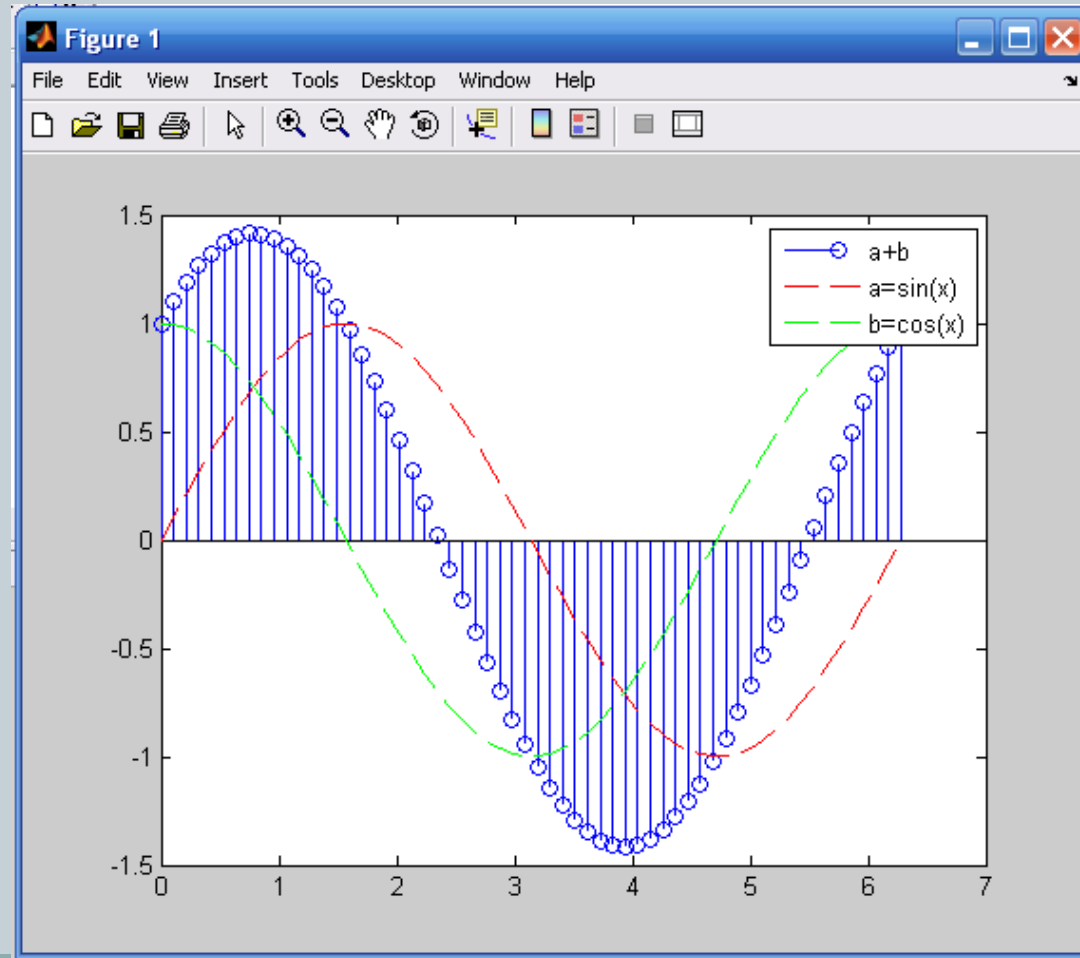 Figure 1
File Edit View Insert Tools Desktop Window Help
1.5
1
0.5
0
-0.5
-1
-1.5
0 1 2 3 4 5 6 7
a+b
a=sin(x)
b=cos(x)